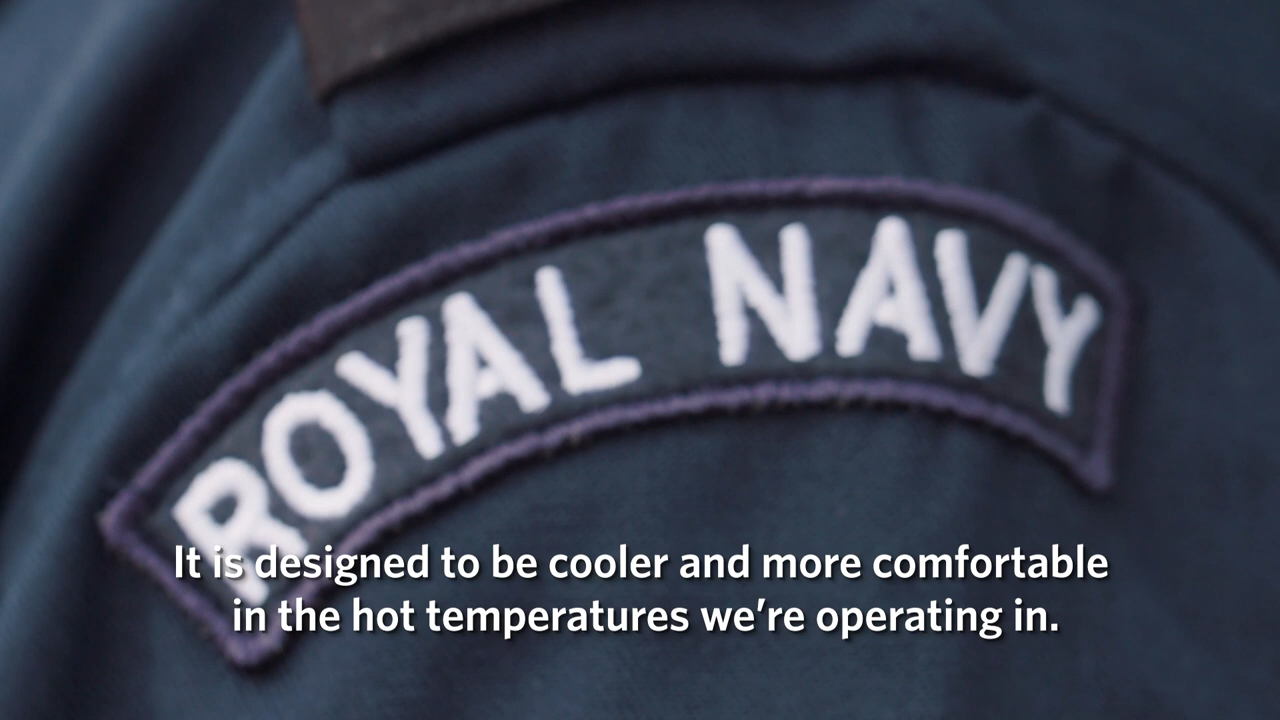 ROYAL NAVY
It is designed to be cooler and more comfortable
in the hot temperatures we're operating in.